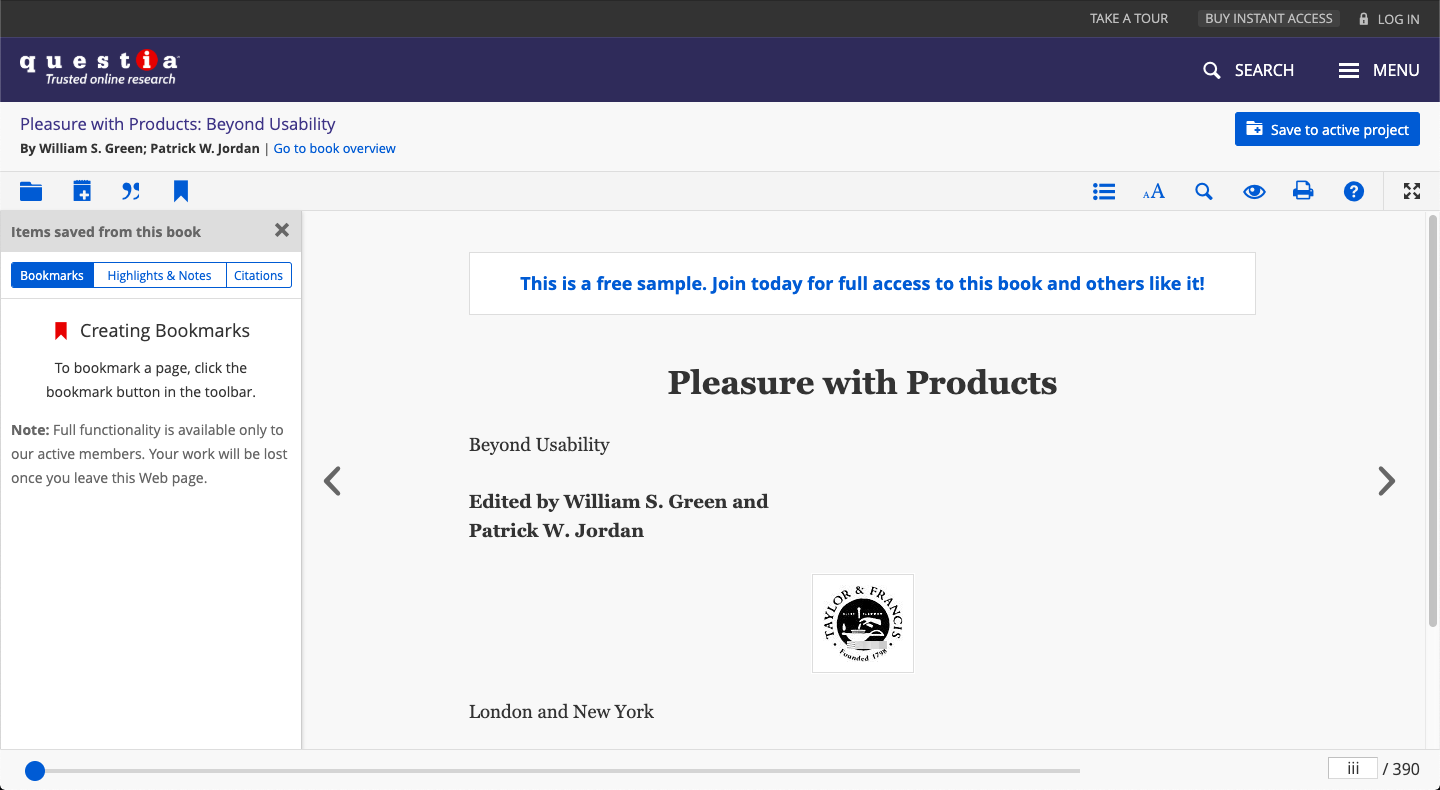 TAKE A TOUR
BUY INSTANT ACCESS
LOG IN
questia
Trusted online research
SEARCH
MENU
Pleasure with Products: Beyond Usability
By William S. Green; Patrick W. Jordan | Go to book overview
Save to active project
AA
?
Items saved from this book
Bookmarks
Highlights & Notes
Citations
Creating Bookmarks
To bookmark a page, click the
bookmark button in the toolbar.
Note: Full functionality is available only to
our active members. Your work will be lost
once you leave this Web page.
This is a free sample. Join today for full access to this book and others like it!
Pleasure with Products
Beyond Usability
Edited by William S. Green and
Patrick W. Jordan
TAYLOR & FRANCIS
Founded 1798
London and New York
iii / 390